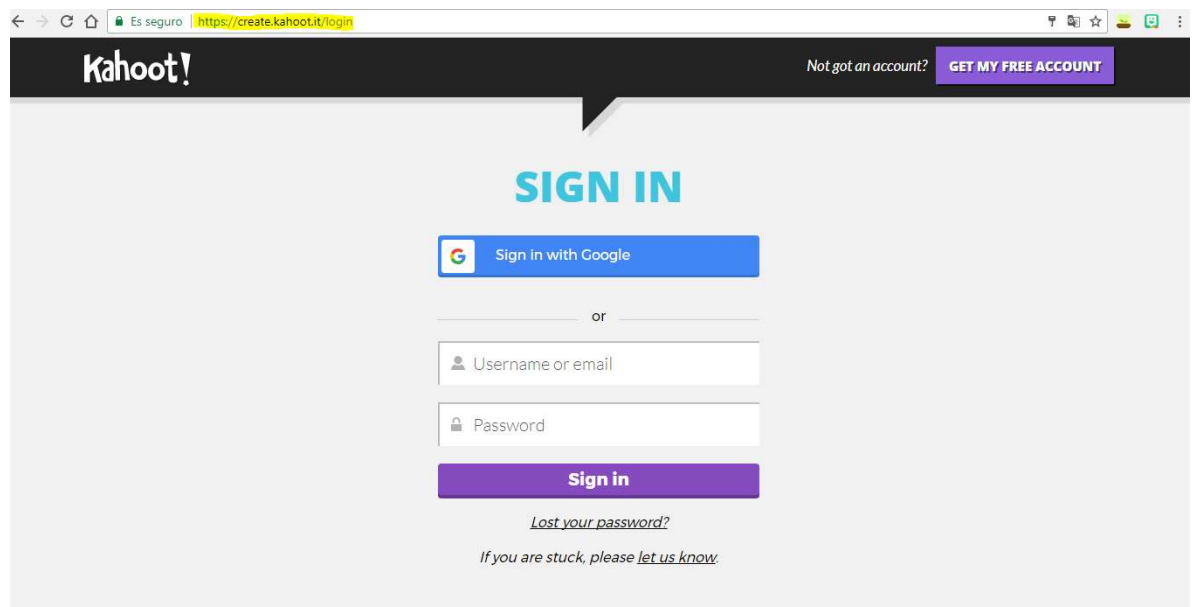 Es seguro https://create.kahoot.it/login
Kahoot! Not got an account? GET MY FREE ACCOUNT
SIGN IN
Sign in with Google
or
Username or email
Password
Sign in
Lost your password?
If you are stuck, please let us know.